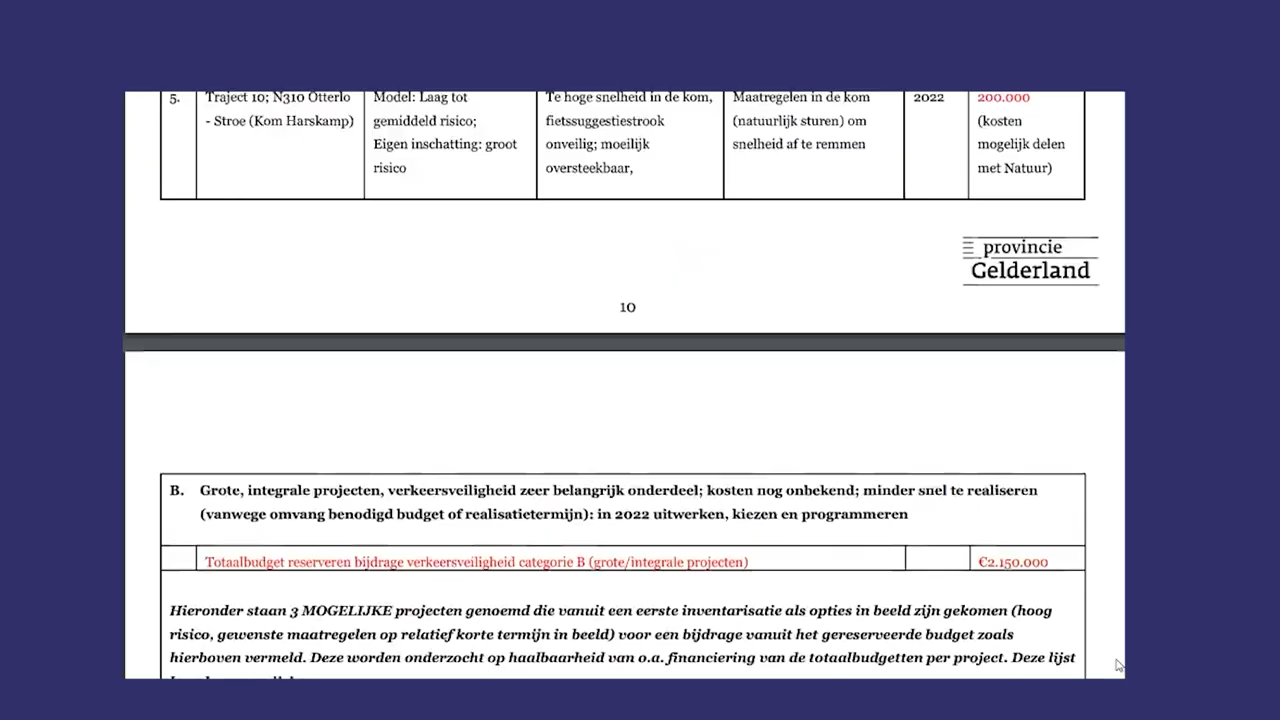 5. Traject 10; N310 Otterlo Model: Laag tot Te hoge snelheid in de kom, Maatregelen in de kom 2022 200.000
- Stroe (Kom Harskamp) gemiddeld risico; fietssuggestiestrook (natuurlijk sturen) om (kosten
Eigen inschatting: groot onveilig; moeilijk snelheid af te remmen mogelijk delen
risico oversteekbaar, met Natuur)
provincie
Gelderland
10
B. Grote, integrale projecten, verkeersveiligheid zeer belangrijk onderdeel; kosten nog onbekend; minder snel te realiseren
(vanwege omvang benodigd budget of realisatietermijn): in 2022 uitwerken, kiezen en programmeren
Totaalbudget reserveren bijdrage verkeersveiligheid categorie B (grote/integrale projecten) €2.150.000
Hieronder staan 3 MOGELIJKE projecten genoemd die vanuit een eerste inventarisatie als opties in beeld zijn gekomen (hoog
risico, gewenste maatregelen op relatief korte termijn in beeld) voor een bijdrage vanuit het gereserveerde budget zoals
hierboven vermeld. Deze worden onderzocht op haalbaarheid van o.a. financiering van de totaalbudgetten per project. Deze lijst